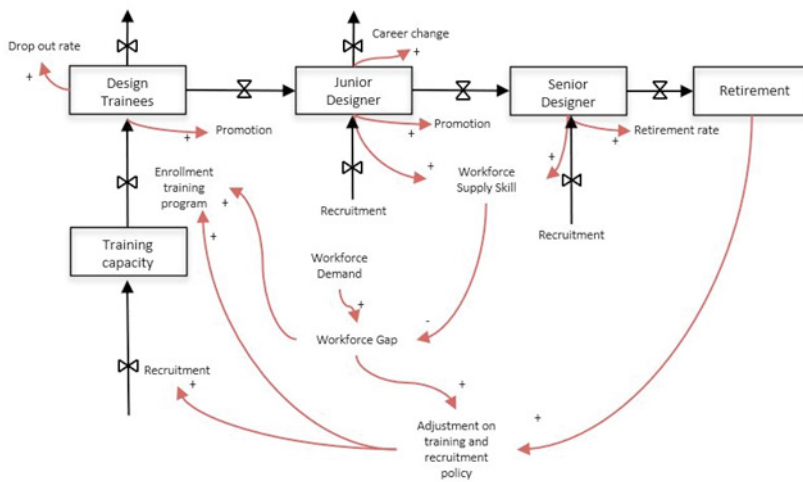 Drop out rate
+
Design
Trainees
+
Promotion
Career change
+
Junior
Designer
+
Promotion
+
Workforce
Supply Skill
Senior
Designer
+
+
Retirement rate
Retirement
Recruitment
Recruitment
Enrollment
training
program
+
+
Training
capacity
Workforce
Demand
+
Workforce Gap
-
Recruitment
+
+
+
Adjustment on
training and
recruitment
policy